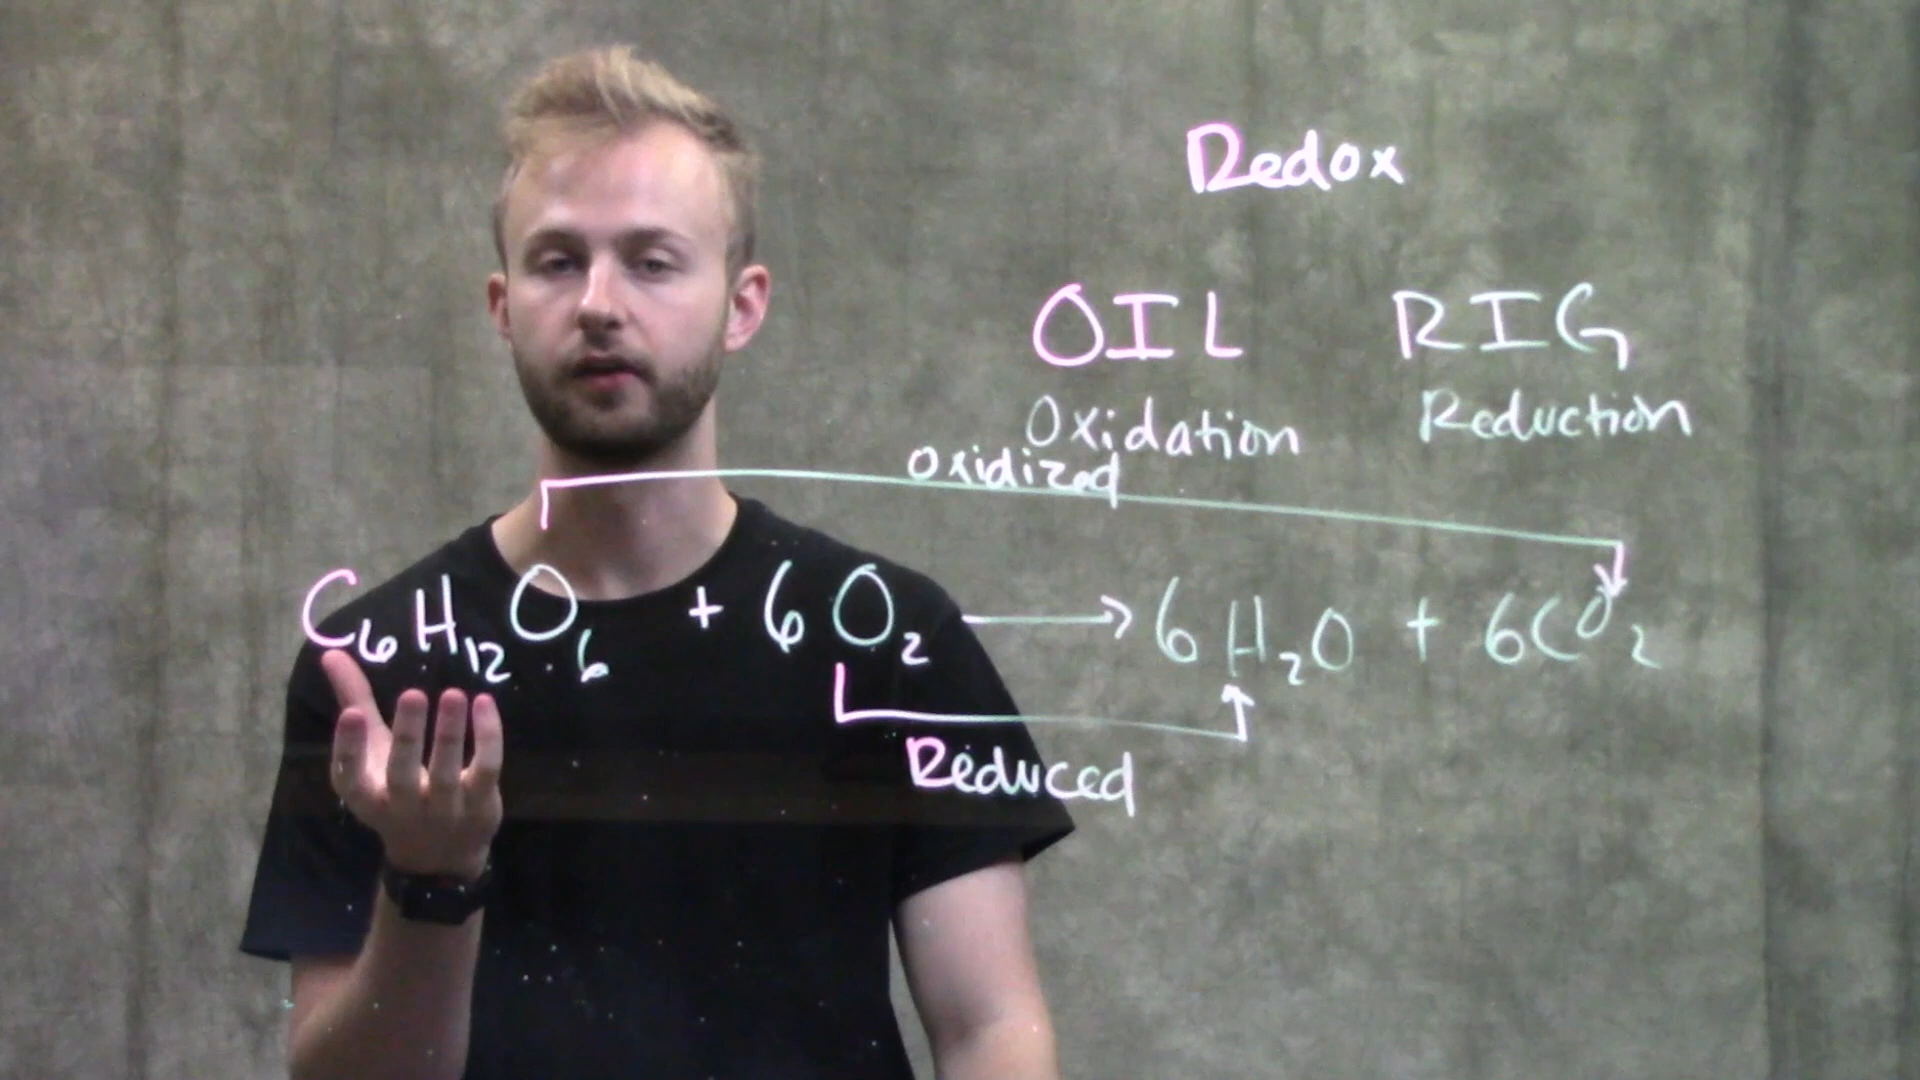 Redox
OIL RIG
Oxidation Reduction
Oxidized
C₆H₁₂O₆ + 6O₂ → 6H₂O + 6CO₂
Reduced